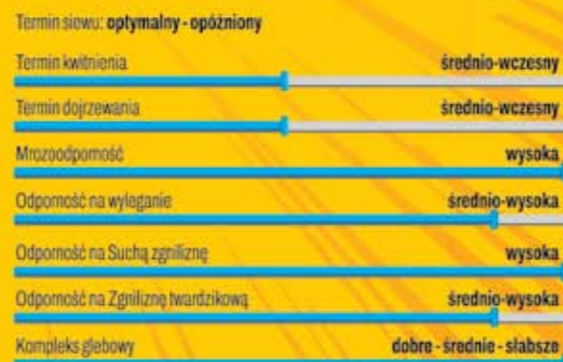 Termin siewu: optymalny - opóźniony
Termin kwitnienia średnio-wczesny
Termin dojrzewania średnio-wczesny
Mrozoodporność wysoka
Odporność na wyleganie średnio-wysoka
Odporność na Suchą zgniliznę wysoka
Odporność na Zgniliznę twardzikową średnio-wysoka
Kompleks glebowy dobre - średnie - słabsze